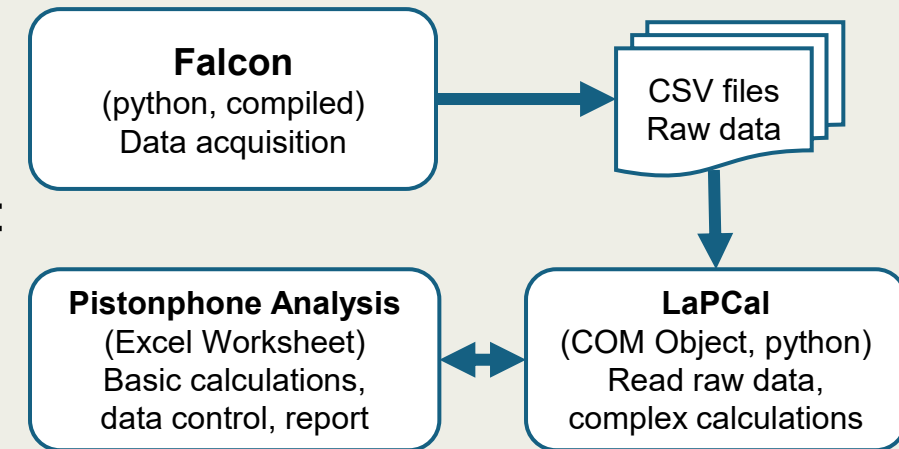 Falcon
(python, compiled)
Data acquisition
CSV files
Raw data
:
Pistonphone Analysis
(Excel Worksheet)
Basic calculations,
data control, report
LaPCal
(COM Object, python)
Read raw data,
complex calculations